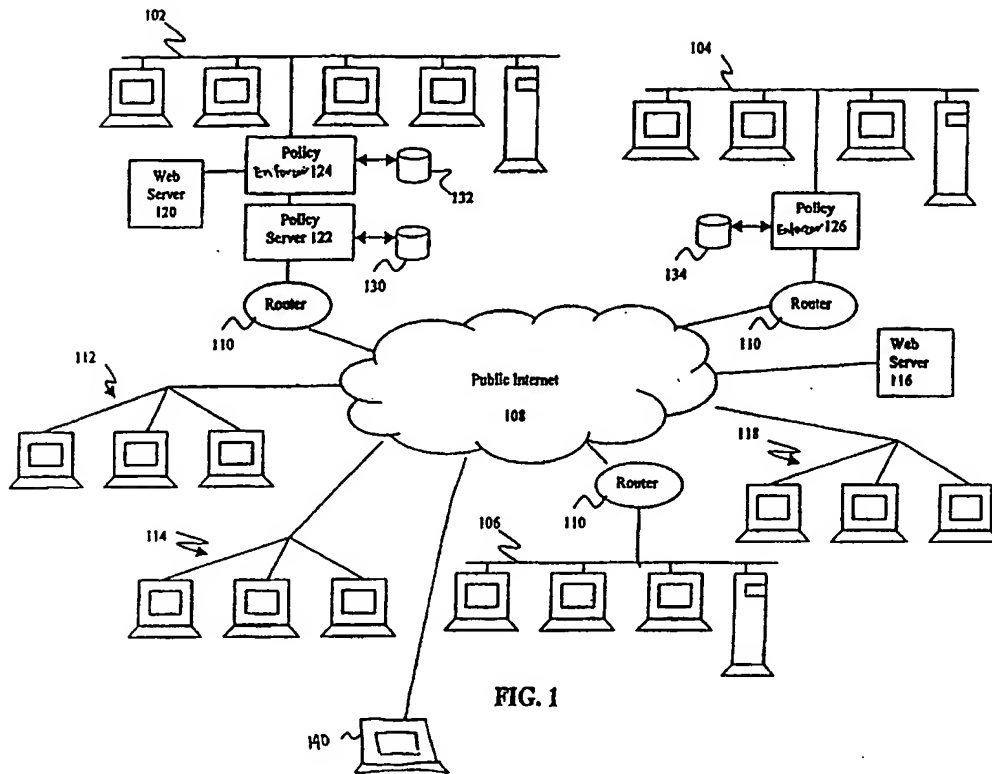 102
104
Policy
Enforcer 124
132
Web
Server
120
Policy
Server 122
130
Policy
Enforcer 126
134
Router
110
Router
110
112
Public Internet
108
Web
Server
116
118
Router
110
114
106
FIG. 1
140